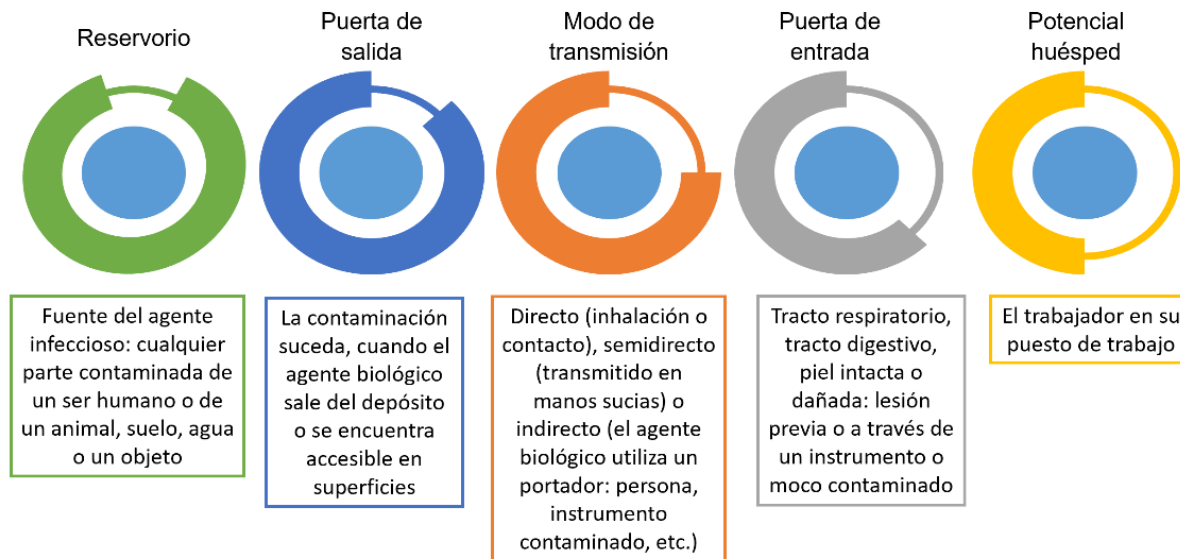 Reservorio
Puerta de
salida
Modo de
transmisión
Puerta de
entrada
Potencial
huésped
Fuente del agente
infeccioso: cualquier
parte contaminada de
un ser humano o de
un animal, suelo, agua
o un objeto
La contaminación
suceda, cuando el
agente biológico
sale del depósito
o se encuentra
accesible en
superficies
Directo (inhalación o
contacto), semidirecto
(transmitido en
manos sucias) o
indirecto (el agente
biológico utiliza un
portador: persona,
instrumento
contaminado, etc.)
Tracto respiratorio,
tracto digestivo,
piel intacta o
dañada: lesión
previa o a través de
un instrumento o
moco contaminado
El trabajador en su
puesto de trabajo